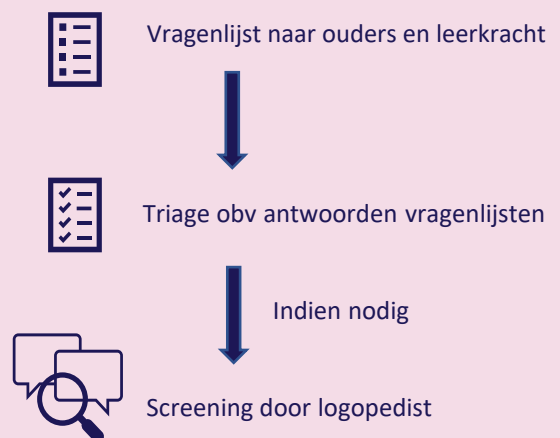 Vragenlijst naar ouders en leerkracht
Triage obv antwoorden vragenlijsten
Indien nodig
Screening door logopedist